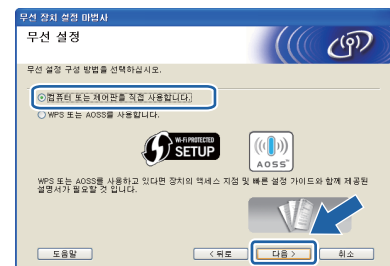 무선 장치 설정 마법사
무선 설정
무선 설정 구성 방법을 선택하십시오.
컴퓨터 또는 제어판을 직접 사용합니다.
WPS 또는 AOSS를 사용합니다.
Wi-Fi PROTECTED
SETUP
AOSS
WPS 또는 AOSS를 사용하고 있다면 장치의 액세스 지점 및 빠른 설정 가이드와 함께 제공된
설명서가 필요할 것 입니다.
도움말
< 뒤로
다음 >
취소